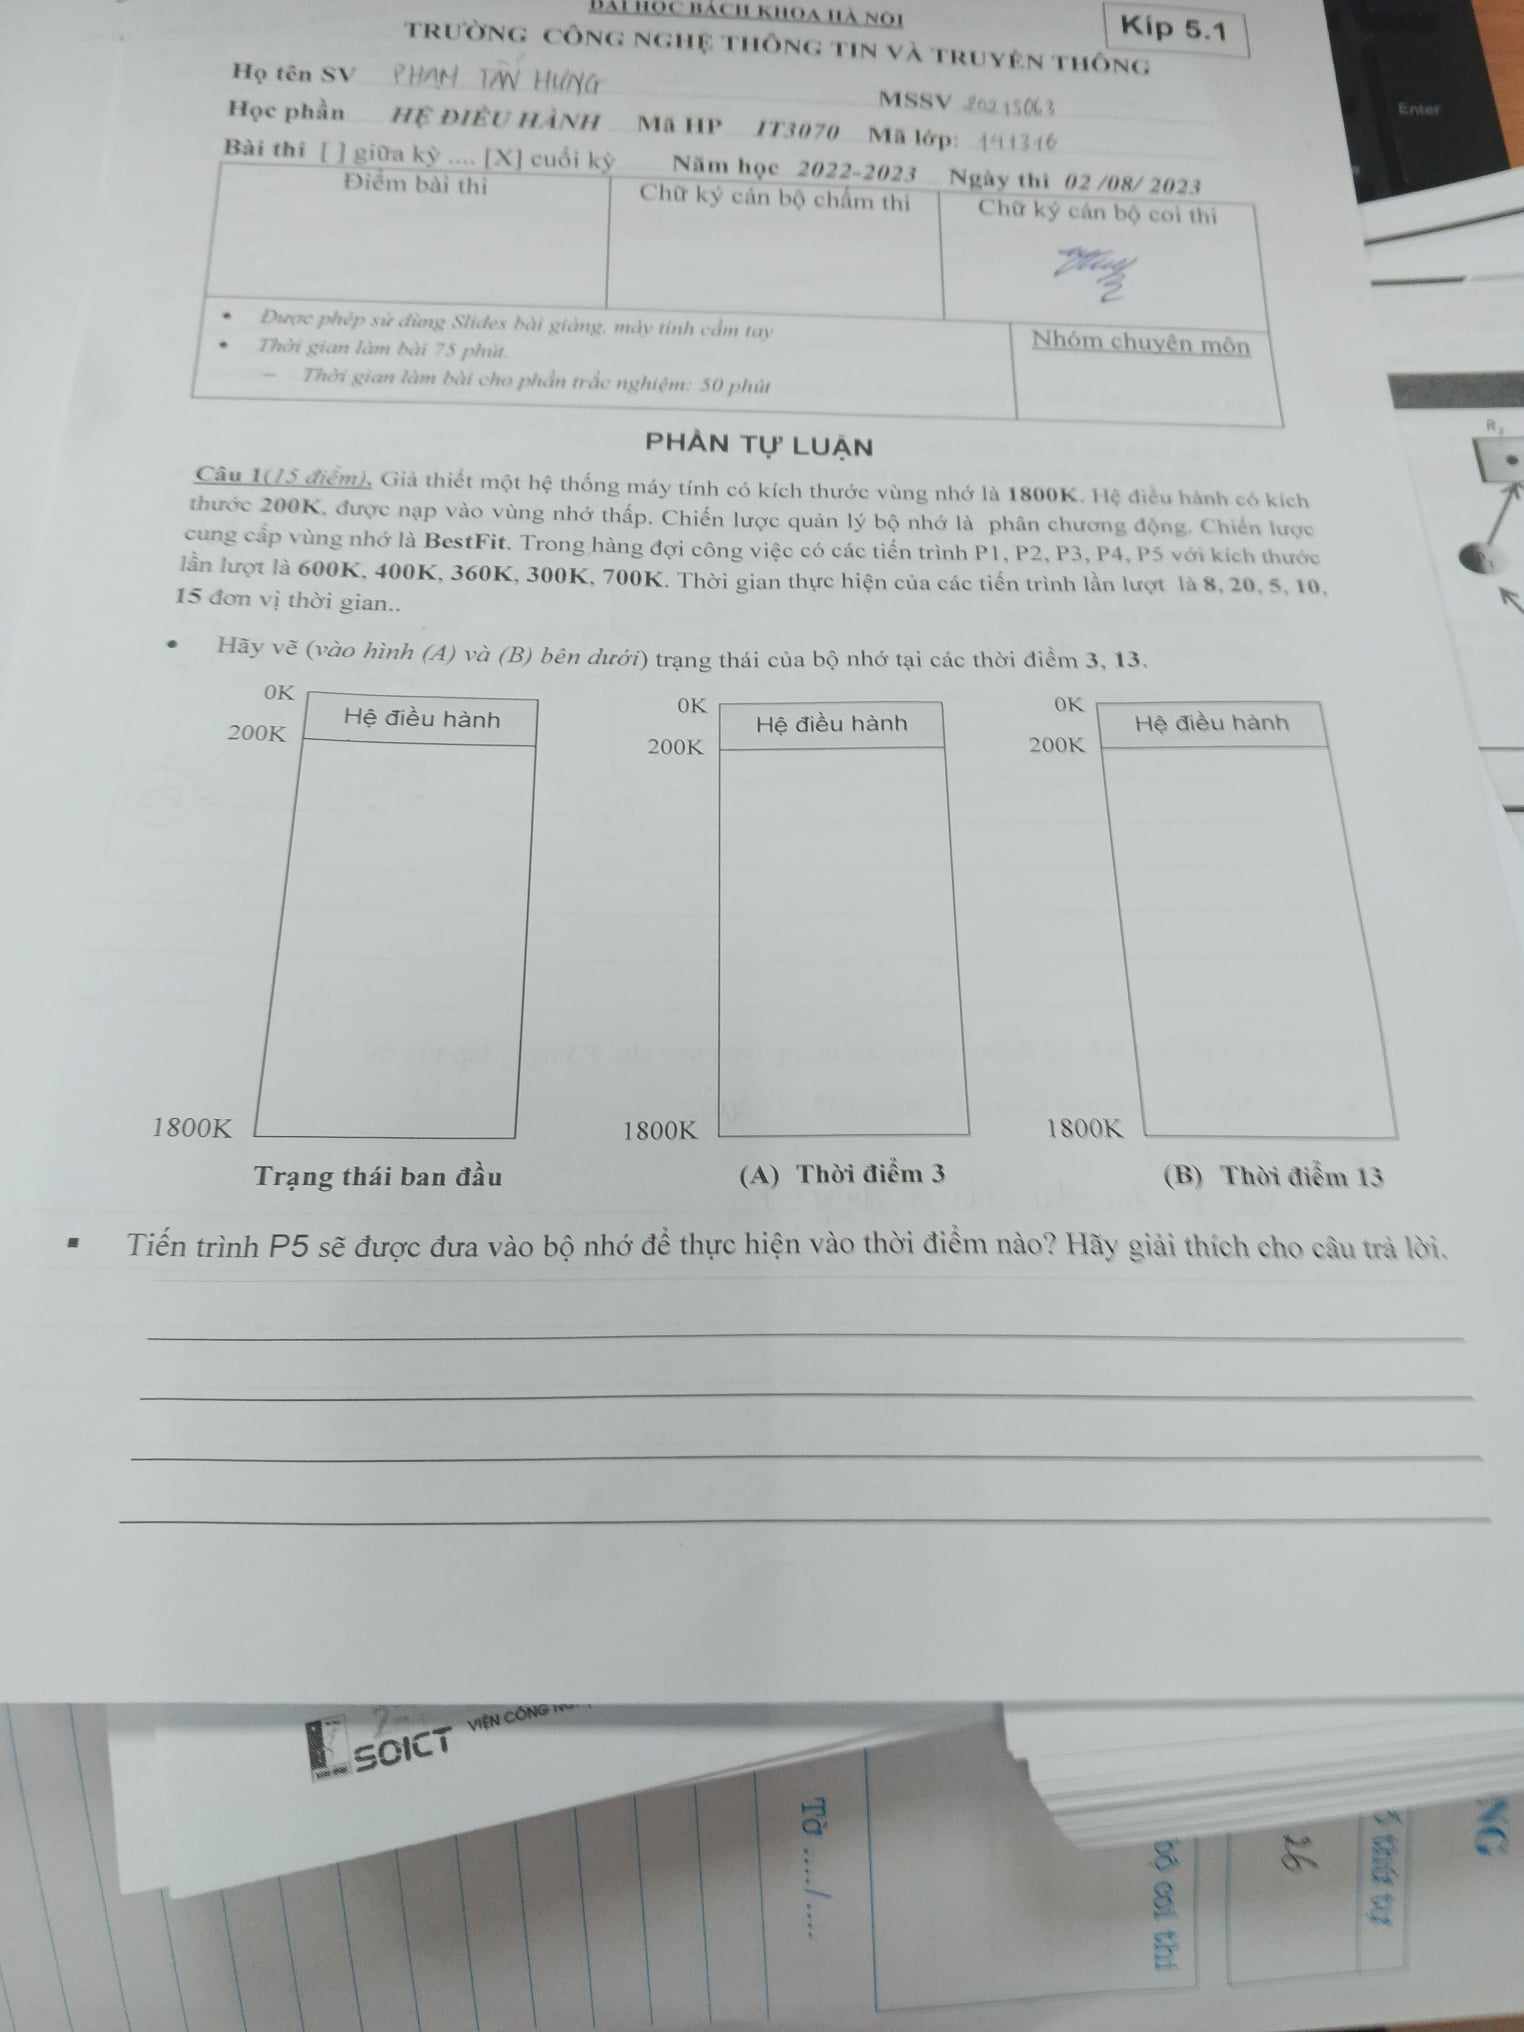 ĐẠI HỌC BÁCH KHOA HÀ NỘI
Kíp 5.1
TRƯỜNG CÔNG NGHỆ THÔNG TIN VÀ TRUYỀN THÔNG
Họ tên SV PHẠM TẤN HƯNG MSSV 20215063
Học phần HỆ ĐIỀU HÀNH Mã HP IT3070 Mã lớp: 141316
Bài thi [ ] giữa kỳ .... [X] cuối kỳ Năm học 2022-2023 Ngày thi 02 /08/ 2023
Điểm bài thi Chữ ký cán bộ chấm thi Chữ ký cán bộ coi thi
• Được phép sử dùng Slides bài giảng, máy tính cầm tay
• Thời gian làm bài 75 phút.
– Thời gian làm bài cho phần trắc nghiệm: 50 phút
Nhóm chuyên môn
PHẦN TỰ LUẬN
Câu 1(15 điểm), Giả thiết một hệ thống máy tính có kích thước vùng nhớ là 1800K. Hệ điều hành có kích
thước 200K, được nạp vào vùng nhớ thấp. Chiến lược quản lý bộ nhớ là phân chương động. Chiến lược
cung cấp vùng nhớ là BestFit. Trong hàng đợi công việc có các tiến trình P1, P2, P3, P4, P5 với kích thước
lần lượt là 600K, 400K, 360K, 300K, 700K. Thời gian thực hiện của các tiến trình lần lượt là 8, 20, 5, 10,
15 đơn vị thời gian..
• Hãy vẽ (vào hình (A) và (B) bên dưới) trạng thái của bộ nhớ tại các thời điểm 3, 13.
0K Hệ điều hành 0K Hệ điều hành 0K Hệ điều hành
200K 200K 200K
1800K 1800K 1800K
Trạng thái ban đầu (A) Thời điểm 3 (B) Thời điểm 13
▪ Tiến trình P5 sẽ được đưa vào bộ nhớ để thực hiện vào thời điểm nào? Hãy giải thích cho câu trả lời.
SOICT
VIỆN CÔNG
Tờ ..../....
bộ coi thi
26
thứ tự
NG
Enter